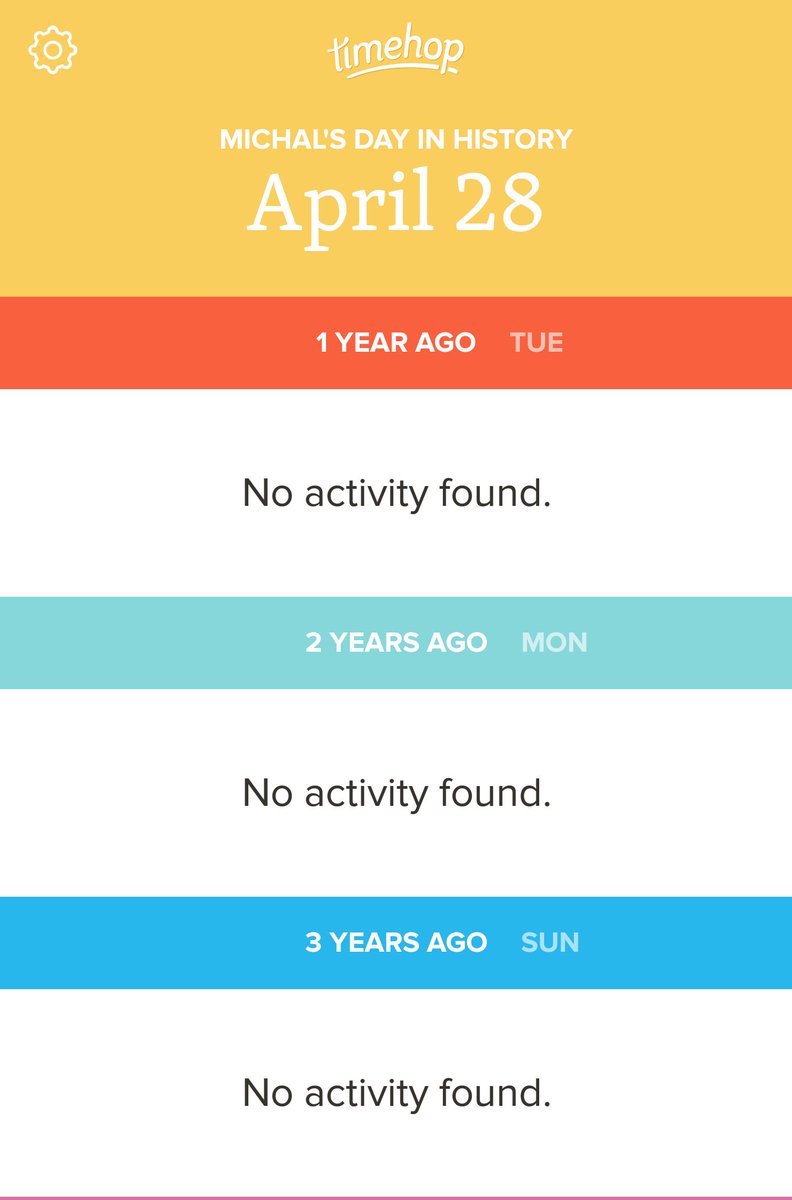 timehop
MICHAL'S DAY IN HISTORY
April 28
1 YEAR AGO TUE
No activity found.
2 YEARS AGO MON
No activity found.
3 YEARS AGO SUN
No activity found.